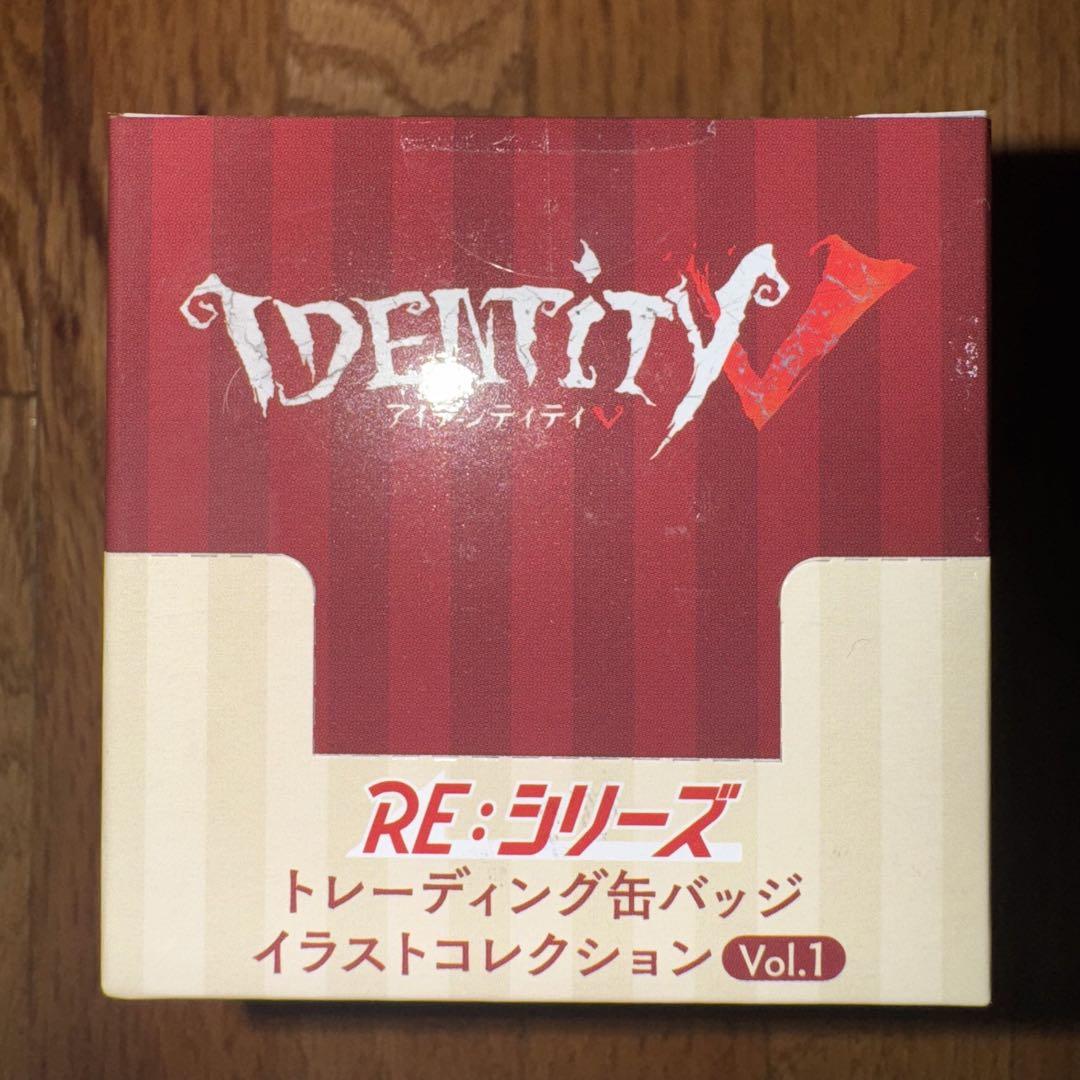 IDENTITY V
アイデンティティV
RE:シリーズ
トレーディング缶バッジ
イラストコレクション Vol.1